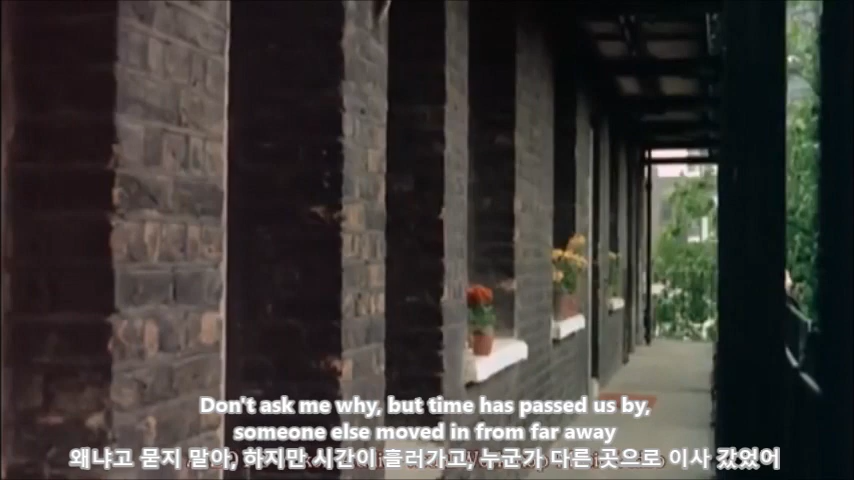 Don't ask me why, but time has passed us by,
someone else moved in from far away
왜냐고 묻지 말아, 하지만 시간이 흘러가고, 누군가 다른 곳으로 이사 갔었어